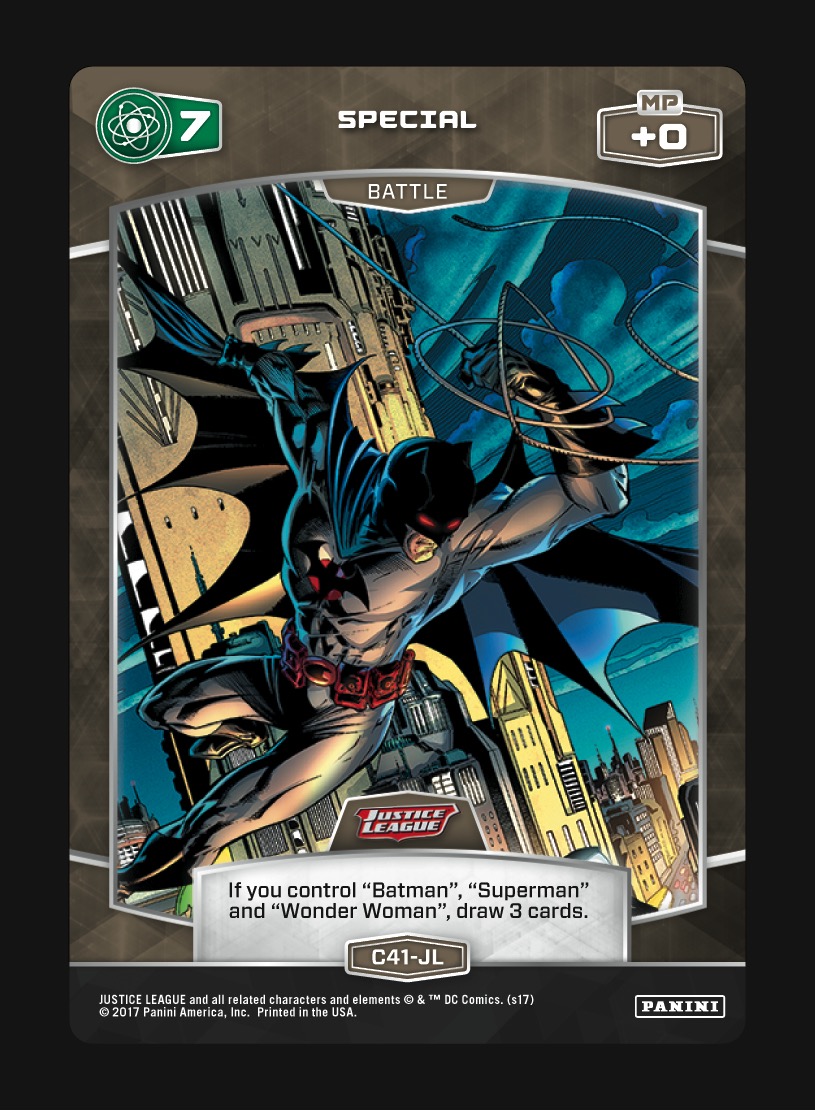 7
SPECIAL
MP
+0
BATTLE
JUSTICE
LEAGUE
If you control “Batman”, “Superman”
and “Wonder Woman”, draw 3 cards.
C41-JL
JUSTICE LEAGUE and all related characters and elements © & ™ DC Comics. (s17)
© 2017 Panini America, Inc. Printed in the USA.
PANINI